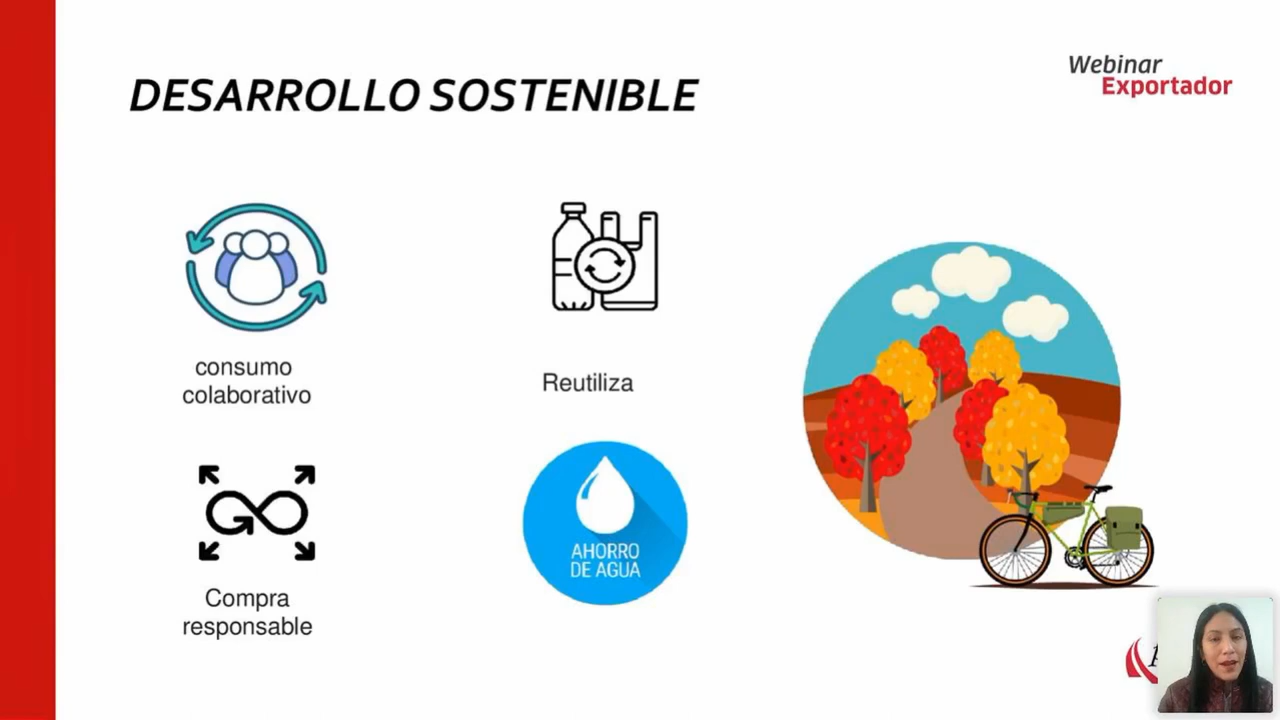 DESARROLLO SOSTENIBLE
Webinar
Exportador
consumo
colaborativo
Reutiliza
AHORRO
DE AGUA
Compra
responsable